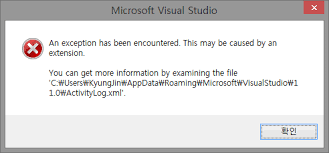 Microsoft Visual Studio
An exception has been encountered. This may be caused by an
extension.
You can get more information by examining the file
'C:₩Users₩KyungJin₩AppData₩Roaming₩Microsoft₩VisualStudio₩1
1.0₩ActivityLog.xml'.
확인